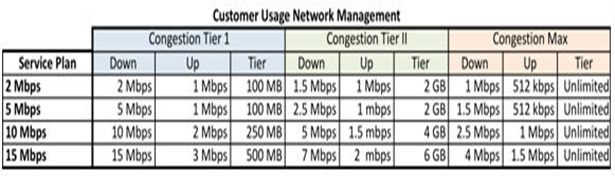 Customer Usage Network Management
Congestion Tier 1 Congestion Tier II Congestion Max
Service Plan Down Up Tier Down Up Tier Down Up Tier
2 Mbps 2 Mbps 1 Mbps 100 MB 1.5 Mbps 1 Mbps 2 GB 1 Mbps 512 kbps Unlimited
5 Mbps 5 Mbps 1 Mbps 100 MB 2.5 Mbps 1 mbps 2 GB 1.5 Mbps 512 kbps Unlimited
10 Mbps 10 Mbps 2 Mbps 250 MB 5 Mbps 1.5 mbps 4 GB 2.5 Mbps 1 Mbps Unlimited
15 Mbps 15 Mbps 3 Mbps 500 MB 7 Mbps 2 mbps 6 GB 4 Mbps 1.5 Mbps Unlimited